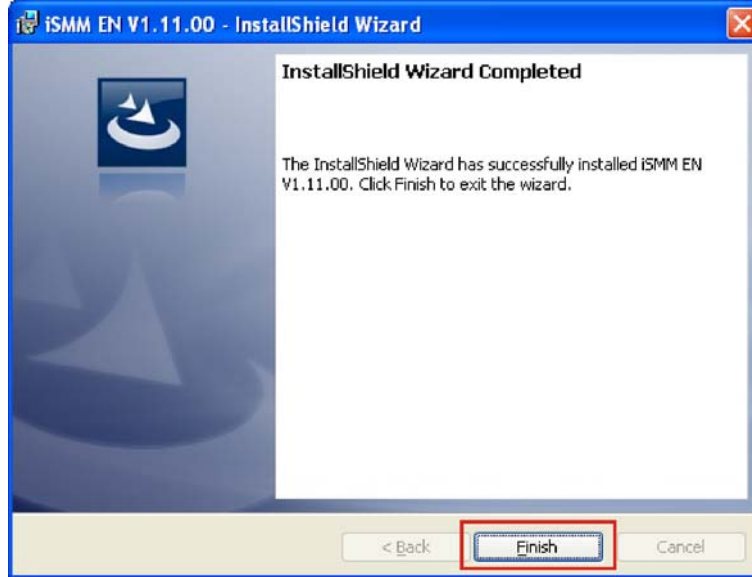 iSMM EN V1.11.00 - InstallShield Wizard
InstallShield Wizard Completed
The InstallShield Wizard has successfully installed iSMM EN
V1.11.00. Click Finish to exit the wizard.
< Back Finish Cancel